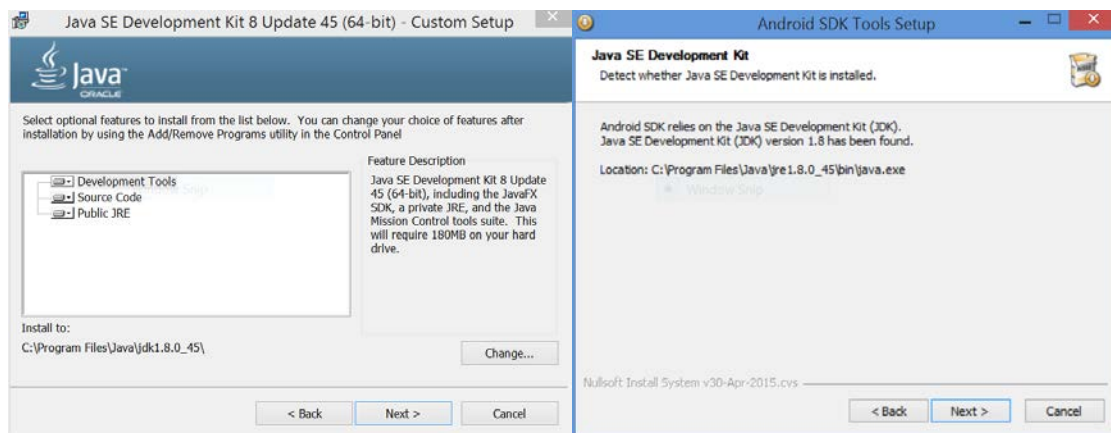 Java SE Development Kit 8 Update 45 (64-bit) - Custom Setup
Java
ORACLE
Select optional features to install from the list below. You can change your choice of features after
installation by using the Add/Remove Programs utility in the Control Panel
Development Tools
Source Code
Public JRE
Feature Description
Java SE Development Kit 8 Update
45 (64-bit), including the JavaFX
SDK, a private JRE, and the Java
Mission Control tools suite. This
will require 180MB on your hard
drive.
Install to:
C:\Program Files\Java\jdk1.8.0_45\
Change...
< Back
Next >
Cancel
Android SDK Tools Setup
Java SE Development Kit
Detect whether Java SE Development Kit is installed.
Android SDK relies on the Java SE Development Kit (JDK).
Java SE Development Kit (JDK) version 1.8 has been found.
Location: C:\Program Files\Java\jre1.8.0_45\bin\java.exe
Window Snip
Nullsoft Install System v30-Apr-2015.cvs
< Back
Next >
Cancel